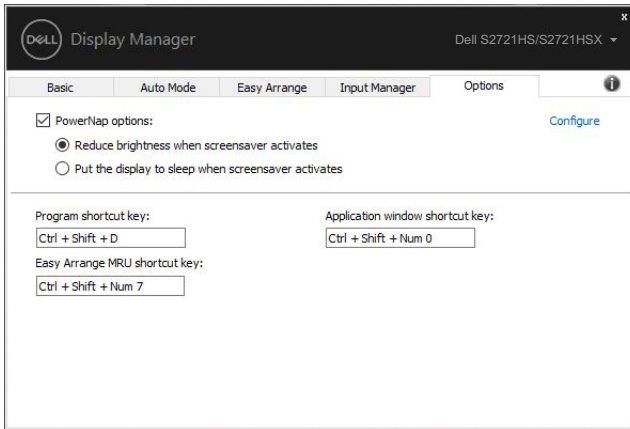 x
DELL Display Manager
Dell S2721HS/S2721HSX
Basic Auto Mode Easy Arrange Input Manager Options
PowerNap options:
Configure
Reduce brightness when screensaver activates
Put the display to sleep when screensaver activates
Program shortcut key:
Application window shortcut key:
Ctrl + Shift + D
Ctrl + Shift + Num 0
Easy Arrange MRU shortcut key:
Ctrl + Shift + Num 7